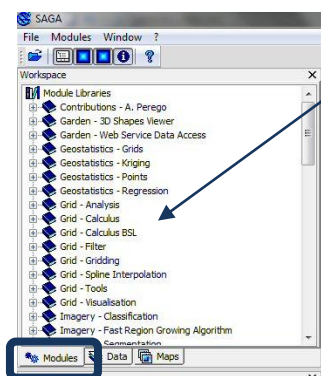 SAGA
File Modules Window ?
Workspace X
Module Libraries
Contributions - A. Perego
Garden - 3D Shapes Viewer
Garden - Web Service Data Access
Geostatistics - Grids
Geostatistics - Kriging
Geostatistics - Points
Geostatistics - Regression
Grid - Analysis
Grid - Calculus
Grid - Calculus BSL
Grid - Filter
Grid - Gridding
Grid - Spline Interpolation
Grid - Tools
Grid - Visualisation
Imagery - Classification
Imagery - Fast Region Growing Algorithm
Segmentation
Modules Data Maps